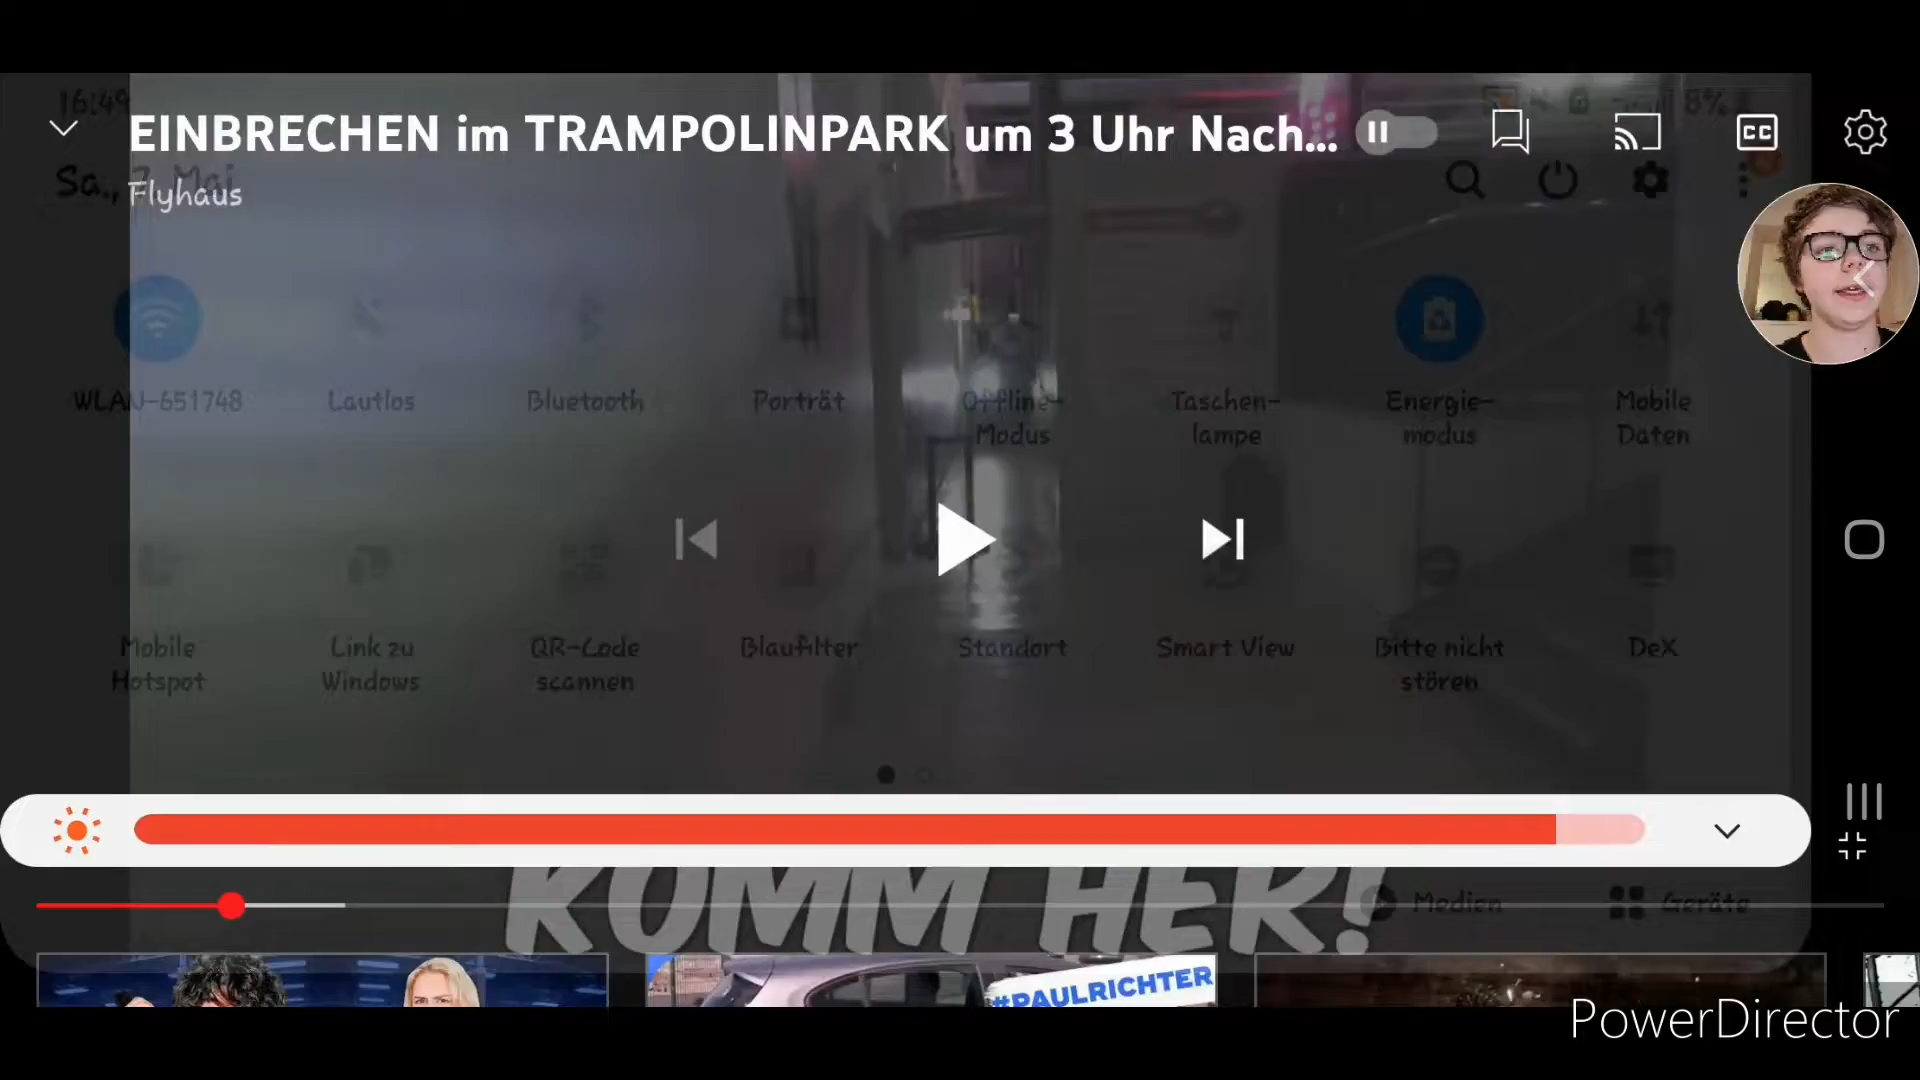 16:49
8%
EINBRECHEN im TRAMPOLINPARK um 3 Uhr Nach...
CC
Sa., 7. Mai
Flyhaus
WLAN-651748
Lautlos
Bluetooth
Porträt
Offline-
Modus
Taschen-
lampe
Energie-
modus
Mobile
Daten
Mobile
Hotspot
Link zu
Windows
QR-Code
scannen
Blaufilter
Standort
Smart View
Bitte nicht
stören
DeX
KOMM HER!
Medien
Geräte
#PAULRICHTER
PowerDirector